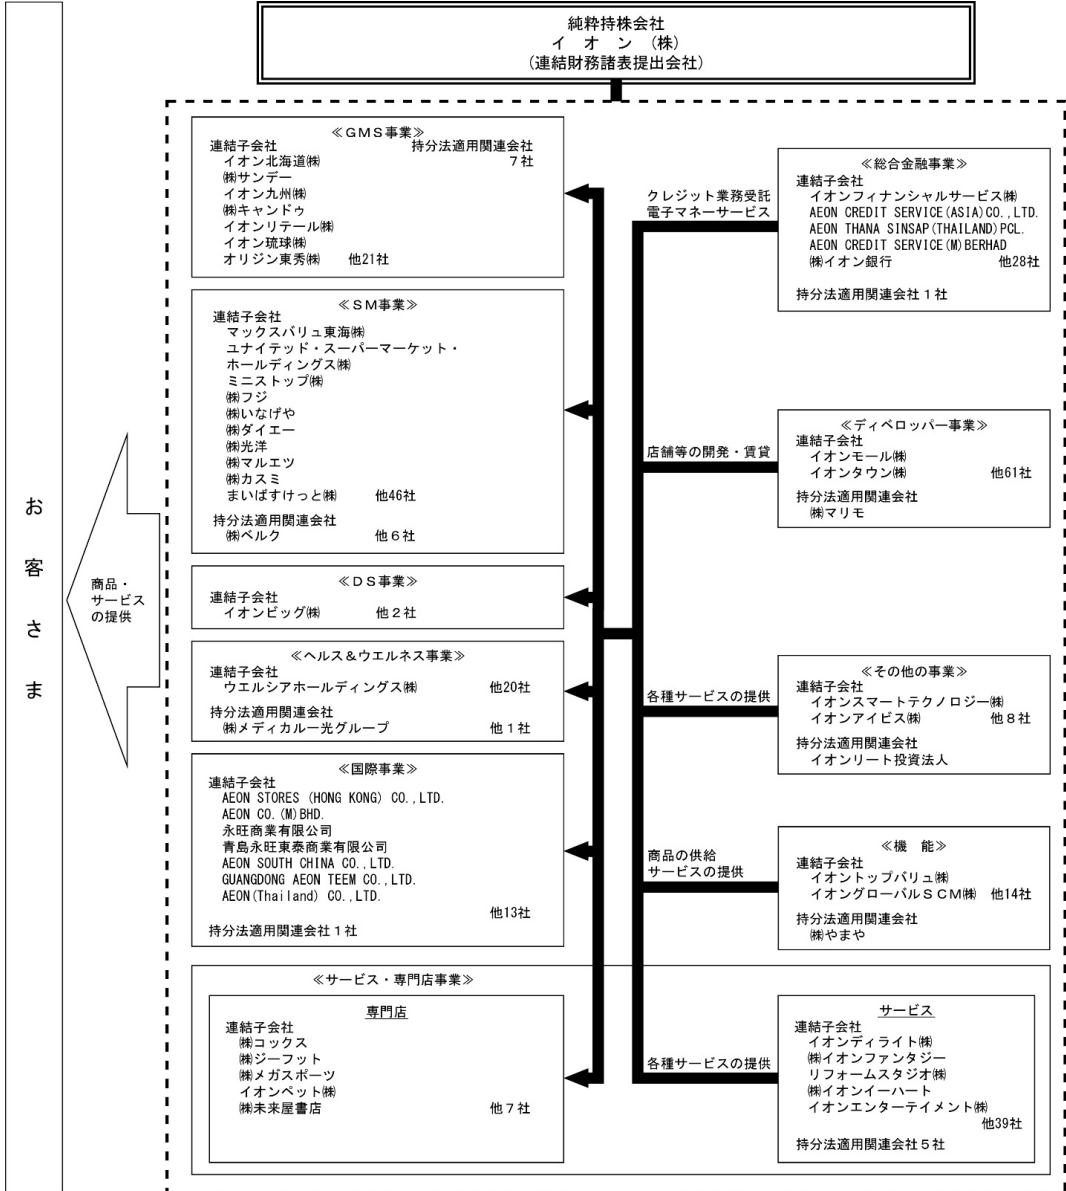 純粋持株会社
イ オ ン （株）
（連結財務諸表提出会社）
≪ＧＭＳ事業≫
連結子会社 持分法適用関連会社
イオン北海道㈱ ７社
㈱サンデー
イオン九州㈱
㈱キャンドゥ
イオンリテール㈱
イオン琉球㈱
オリジン東秀㈱ 他21社
≪ＳＭ事業≫
連結子会社
マックスバリュ東海㈱
ユナイテッド・スーパーマーケット・
ホールディングス㈱
ミニストップ㈱
㈱フジ
㈱いなげや
㈱ダイエー
㈱光洋
㈱マルエツ
㈱カスミ
まいばすけっと㈱ 他46社
持分法適用関連会社
㈱ベルク 他６社
≪ＤＳ事業≫
連結子会社
イオンビッグ㈱ 他２社
≪ヘルス＆ウエルネス事業≫
連結子会社
ウエルシアホールディングス㈱ 他20社
持分法適用関連会社
㈱メディカル一光グループ 他１社
≪国際事業≫
連結子会社
AEON STORES (HONG KONG) CO.,LTD.
AEON CO.(M)BHD.
永旺商業有限公司
青島永旺東泰商業有限公司
AEON SOUTH CHINA CO.,LTD.
GUANGDONG AEON TEEM CO.,LTD.
AEON(Thailand) CO.,LTD.
他13社
持分法適用関連会社１社
≪サービス・専門店事業≫
専門店
連結子会社
㈱コックス
㈱ジーフット
㈱メガスポーツ
イオンペット㈱
㈱未来屋書店 他７社
クレジット業務受託
電子マネーサービス
店舗等の開発・賃貸
各種サービスの提供
商品の供給
サービスの提供
各種サービスの提供
≪総合金融事業≫
連結子会社
イオンフィナンシャルサービス㈱
AEON CREDIT SERVICE(ASIA)CO.,LTD.
AEON THANA SINSAP(THAILAND)PCL.
AEON CREDIT SERVICE(M)BERHAD
㈱イオン銀行 他28社
持分法適用関連会社１社
≪ディベロッパー事業≫
連結子会社
イオンモール㈱
イオンタウン㈱ 他61社
持分法適用関連会社
㈱マリモ
≪その他の事業≫
連結子会社
イオンスマートテクノロジー㈱
イオンアイビス㈱ 他８社
持分法適用関連会社
イオンリート投資法人
≪機 能≫
連結子会社
イオントップバリュ㈱
イオングローバルＳＣＭ㈱ 他14社
持分法適用関連会社
㈱やまや
サービス
連結子会社
イオンディライト㈱
㈱イオンファンタジー
リフォームスタジオ㈱
㈱イオンイーハート
イオンエンターテイメント㈱
他39社
持分法適用関連会社５社
商品・
サービス
の提供
お客さま